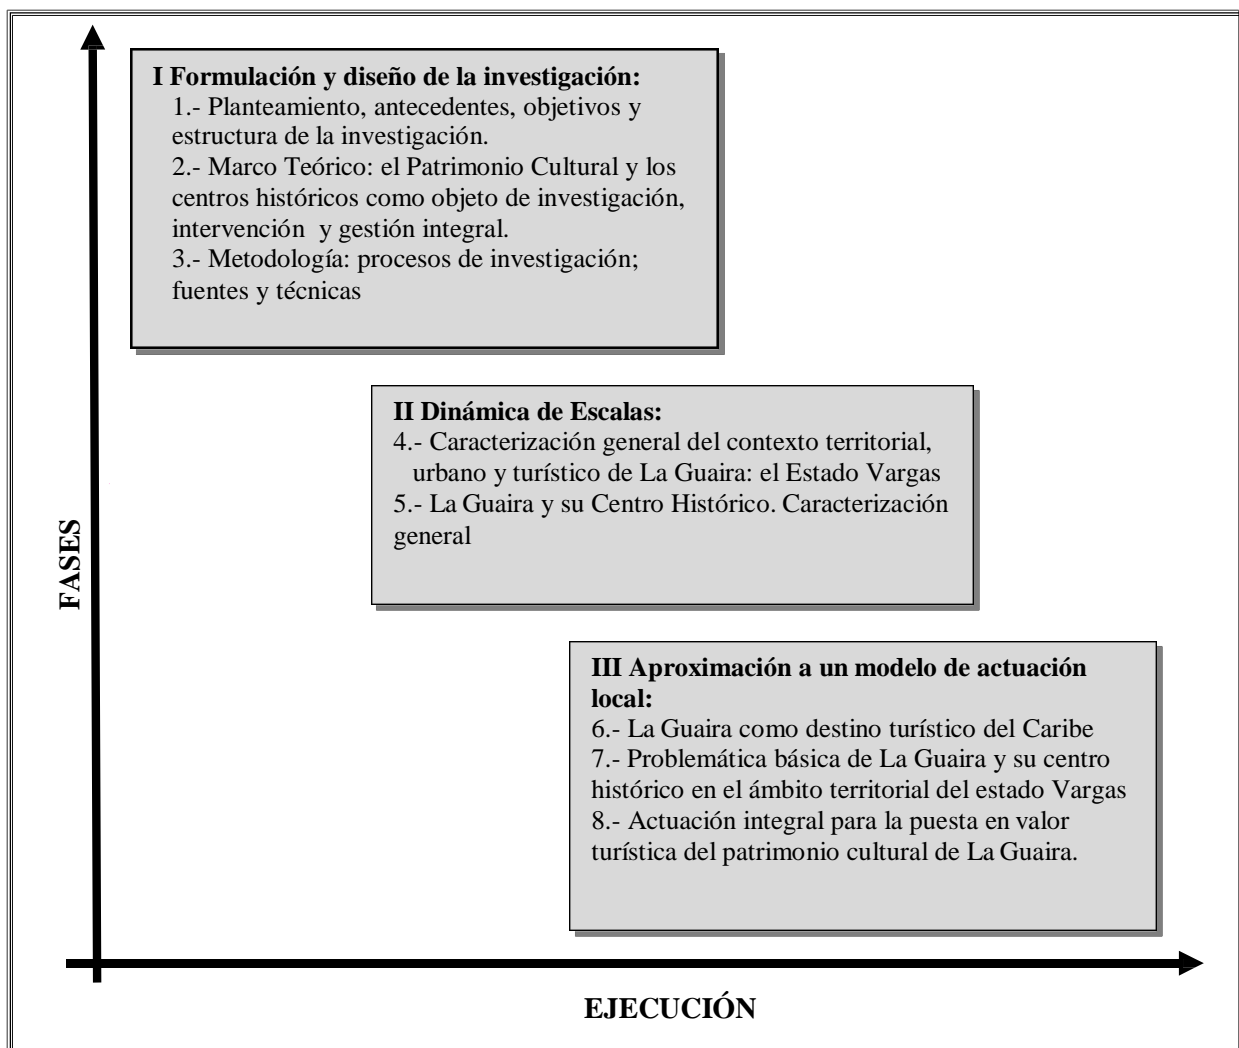 I Formulación y diseño de la investigación:
1.- Planteamiento, antecedentes, objetivos y
estructura de la investigación.
2.- Marco Teórico: el Patrimonio Cultural y los
centros históricos como objeto de investigación,
intervención y gestión integral.
3.- Metodología: procesos de investigación;
fuentes y técnicas
II Dinámica de Escalas:
4.- Caracterización general del contexto territorial,
urbano y turístico de La Guaira: el Estado Vargas
5.- La Guaira y su Centro Histórico. Caracterización
general
FASES
III Aproximación a un modelo de actuación
local:
6.- La Guaira como destino turístico del Caribe
7.- Problemática básica de La Guaira y su centro
histórico en el ámbito territorial del estado Vargas
8.- Actuación integral para la puesta en valor
turística del patrimonio cultural de La Guaira.
EJECUCIÓN